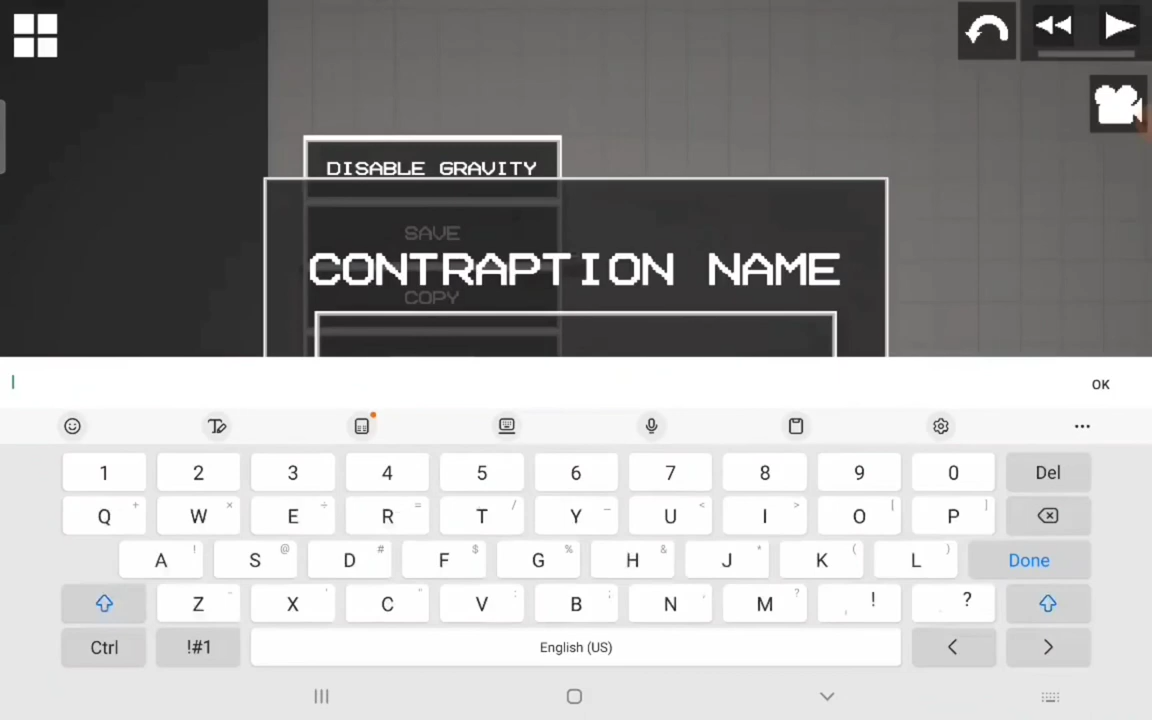 DISABLE GRAVITY
SAVE
CONTRAPTION NAME
COPY
OK
1 2 3 4 5 6 7 8 9 0 Del
Q + W × E ÷ R = T / Y _ U < I > O [ P ]
A ! S @ D # F $ G % H & J * K ( L ) Done
Z - X ' C " V : B ; N , M ? , ! . ?
Ctrl !#1 English (US) < >